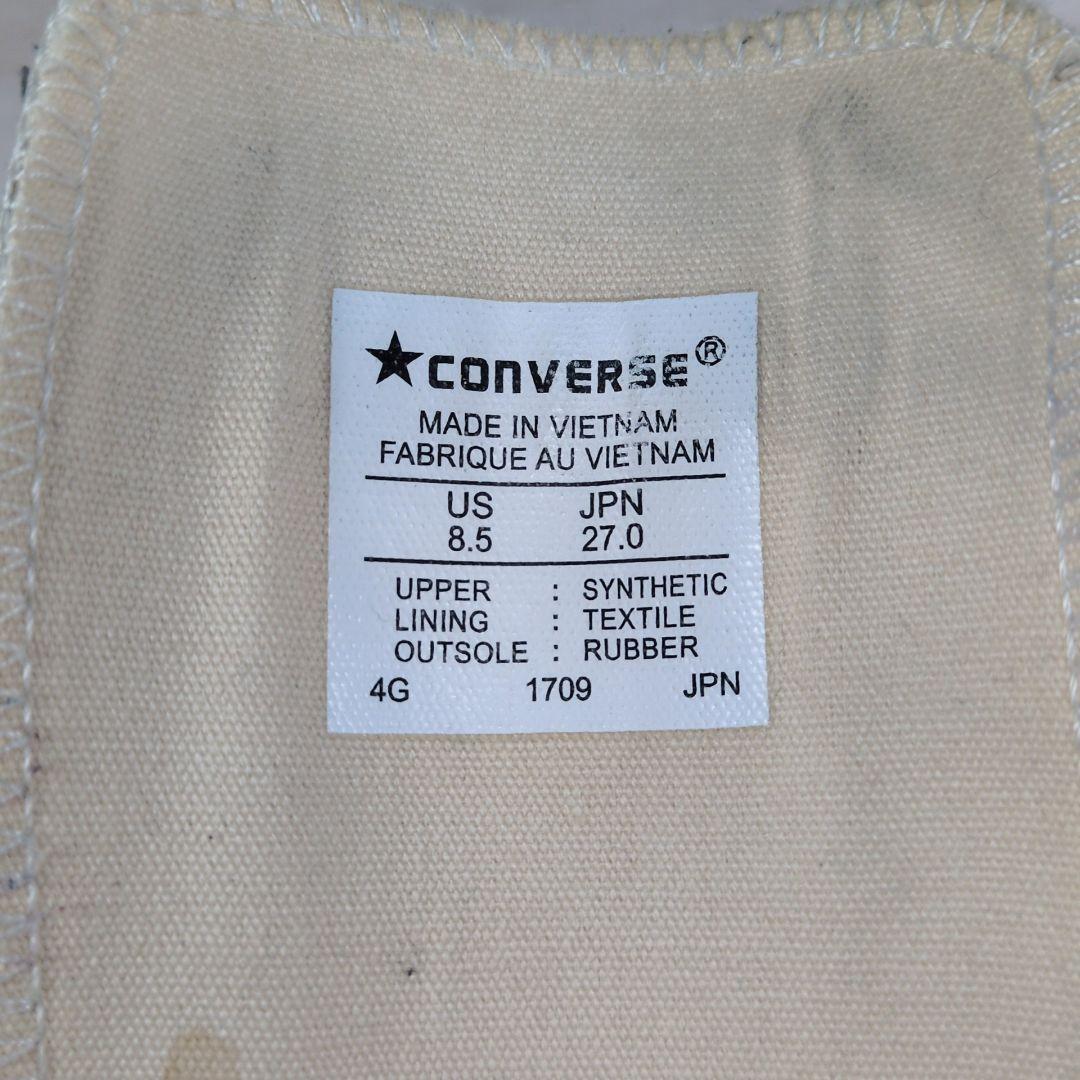 ★CONVERSE®
MADE IN VIETNAM
FABRIQUE AU VIETNAM
US JPN
8.5 27.0
UPPER : SYNTHETIC
LINING : TEXTILE
OUTSOLE : RUBBER
4G 1709 JPN